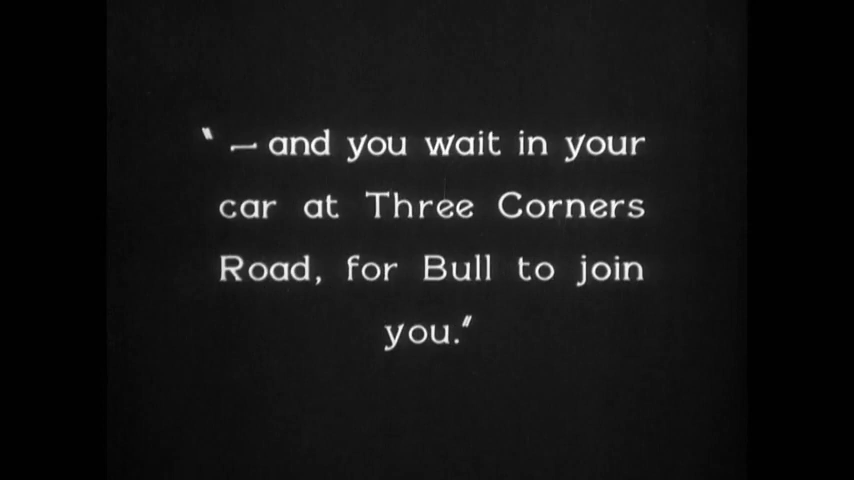 " — and you wait in your
car at Three Corners
Road, for Bull to join
you."